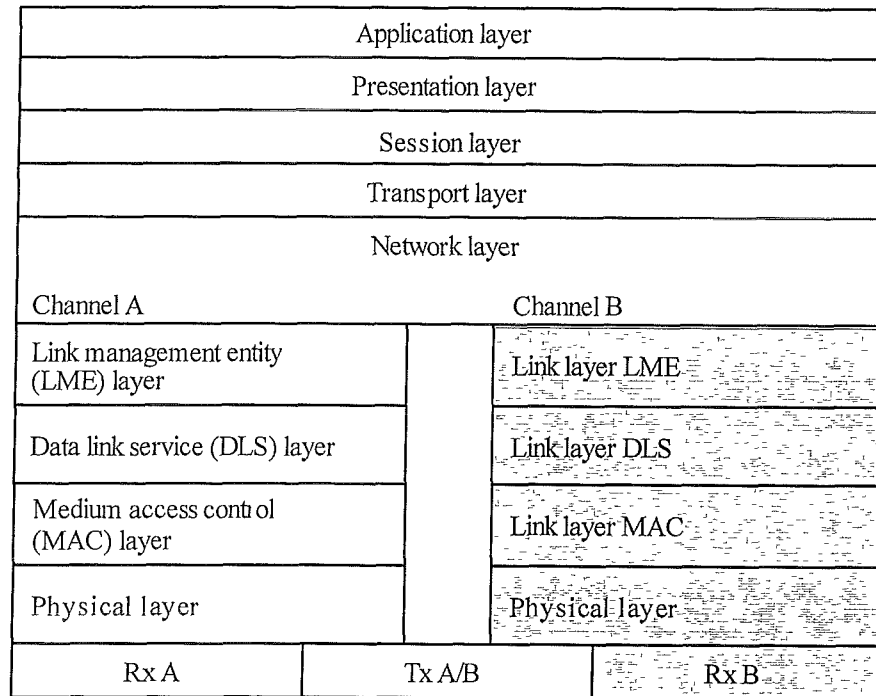 Application layer
Presentation layer
Session layer
Transport layer
Network layer
Channel A
Channel B
Link management entity
(LME) layer
Link layer LME
Data link service (DLS) layer
Link layer DLS
Medium access control
(MAC) layer
Link layer MAC
Physical layer
Physical layer
Rx A
Tx A/B
Rx B